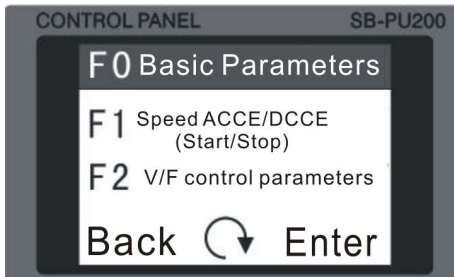 CONTROL PANEL SB-PU200
F0 Basic Parameters
F1 Speed ACCE/DCCE
(Start/Stop)
F2 V/F control parameters
Back Enter